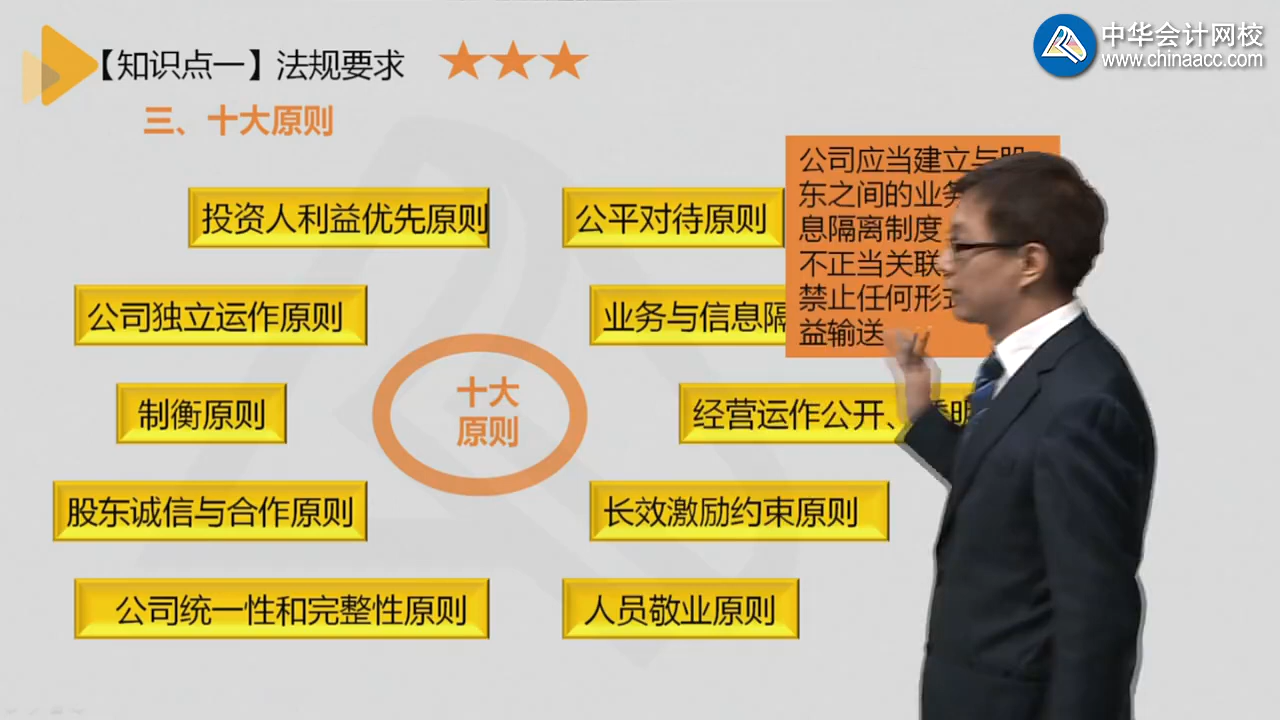 【知识点一】法规要求
中华会计网校
www.chinaacc.com
三、十大原则
投资人利益优先原则
公平对待原则
公司应当建立与股
东之间的业务
息隔离制度
不正当关联
禁止任何形式
益输送
公司独立运作原则
业务与信息隔
十大
原则
制衡原则
经营运作公开、透明
股东诚信与合作原则
长效激励约束原则
公司统一性和完整性原则
人员敬业原则